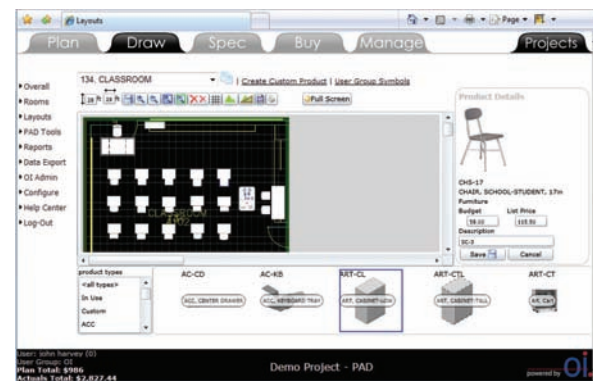 Layouts
Page
Plan
Draw
Spec
Buy
Manage
Projects
Overall
Rooms
Layouts
PAD Tools
Reports
Data Export
OI Admin
Configure
Help Center
Log-Out
134. CLASSROOM
| Create Custom Product | User Group Symbols
Full Screen
CLASSROOM
Product Details
CHS-17
CHAIR, SCHOOL-STUDENT, 17in
Furniture
Budget List Price
Description
SC-3
Save Cancel
product types
<all types>
In Use
Custom
ACC
AC-CD
AC-KB
ART-CL
ART-CTL
ART-CT
ACC, CENTER DRAWER
ACC, KEYBOARD TRAY
ART, CABINET-LOW
ART, CABINET-TALL
Art, Cart
User: john harvey (0)
User Group: OI
Plan Total: $986
Actuals Total: $2,827.44
Demo Project - PAD
powered by OI.